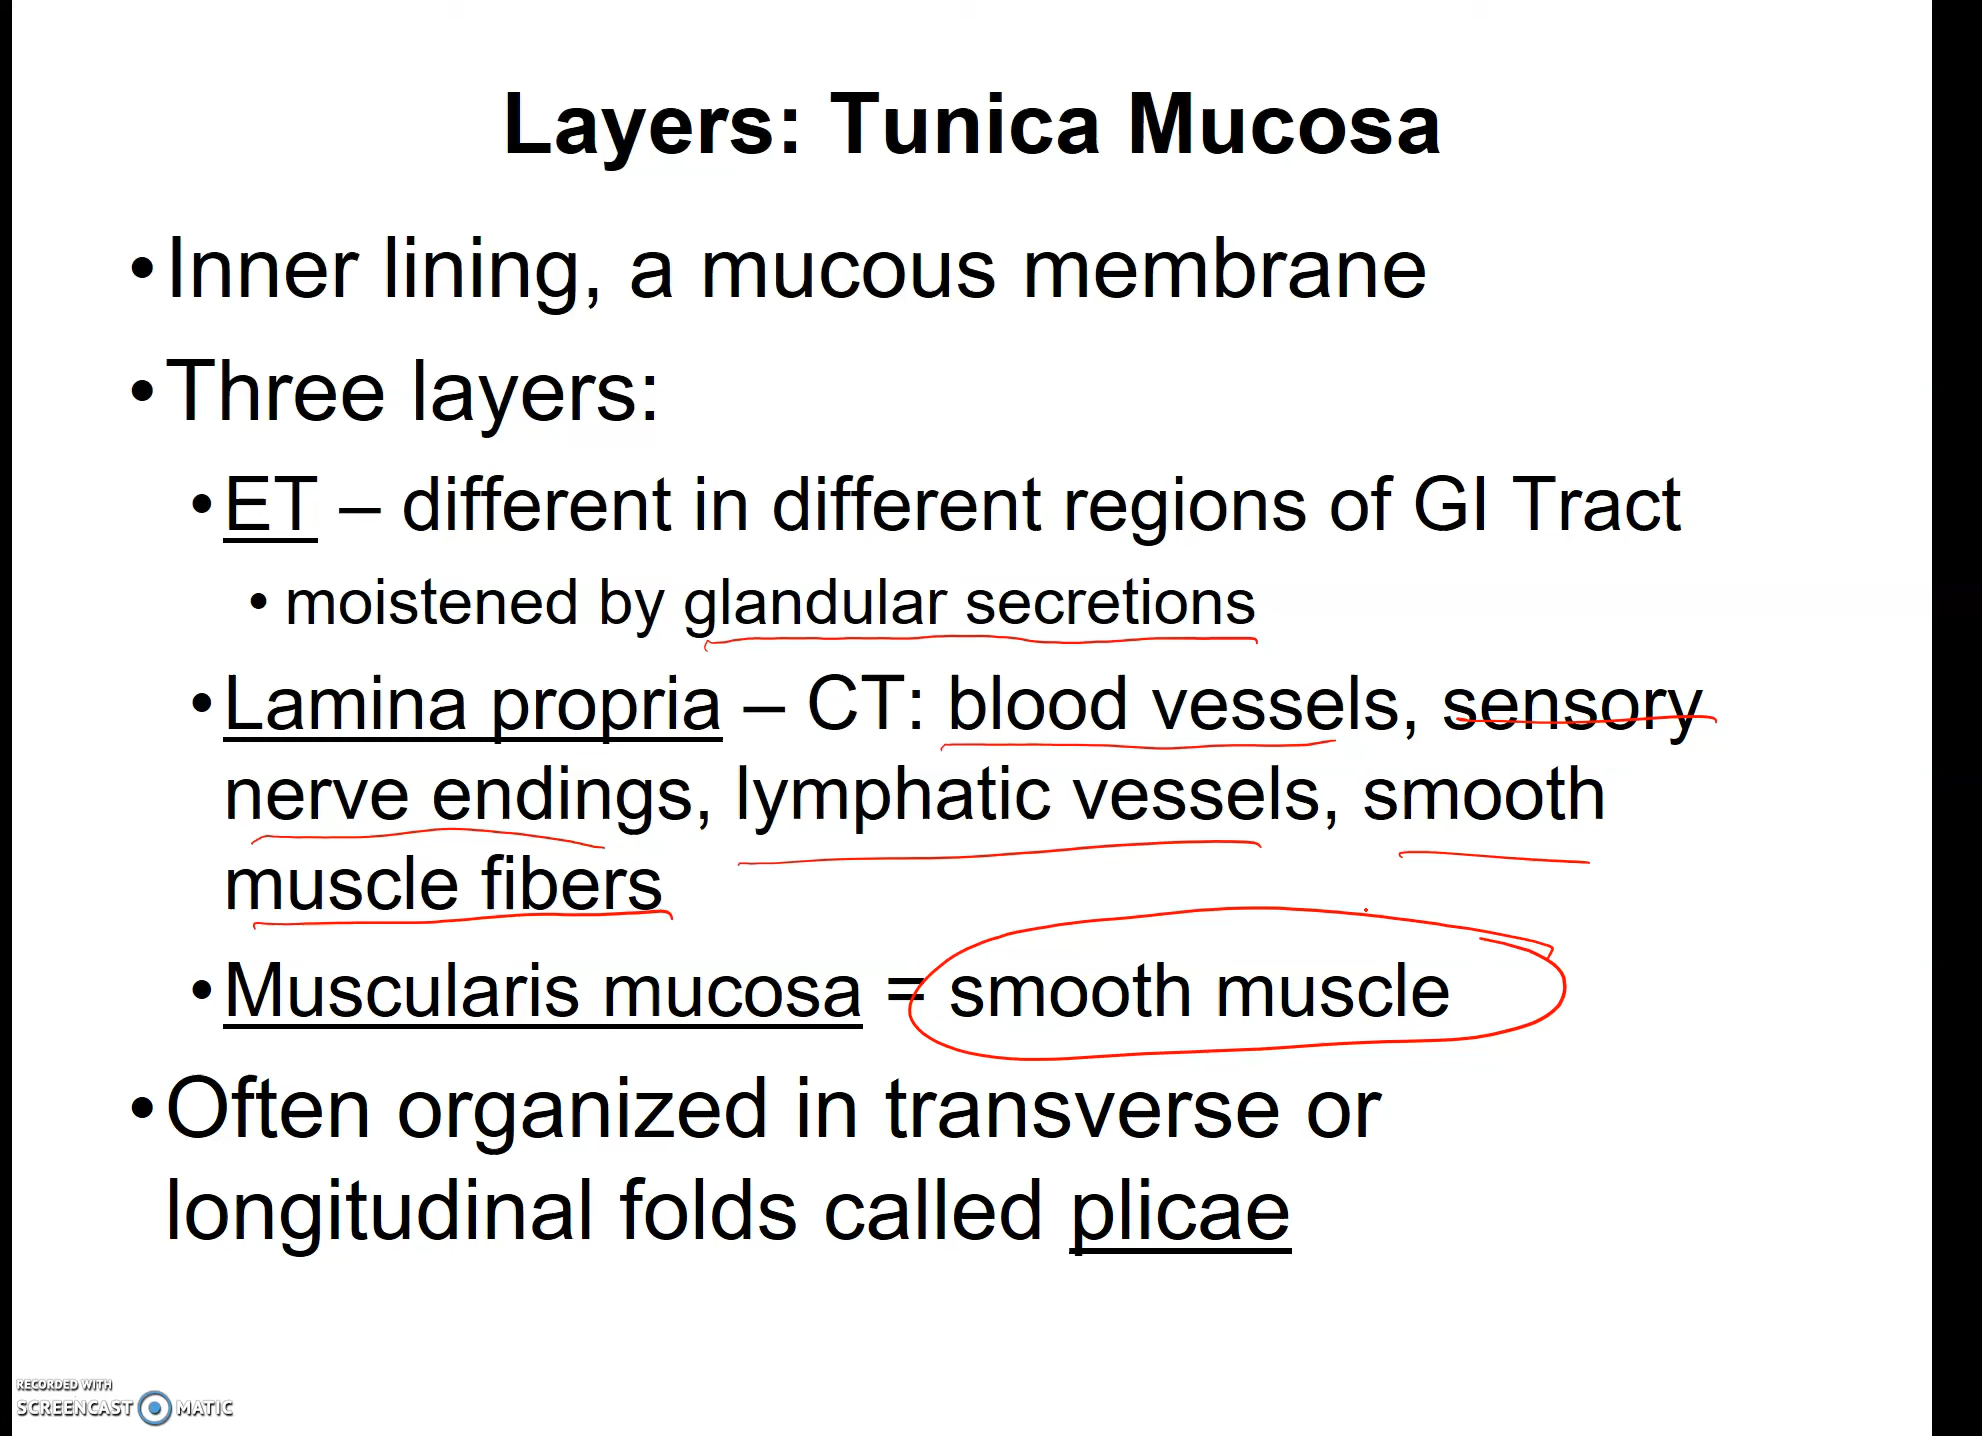 Layers: Tunica Mucosa
•Inner lining, a mucous membrane
•Three layers:
•ET – different in different regions of GI Tract
•moistened by glandular secretions
•Lamina propria – CT: blood vessels, sensory
nerve endings, lymphatic vessels, smooth
muscle fibers
•Muscularis mucosa = smooth muscle
•Often organized in transverse or
longitudinal folds called plicae
RECORDED WITH
SCREENCAST MATIC